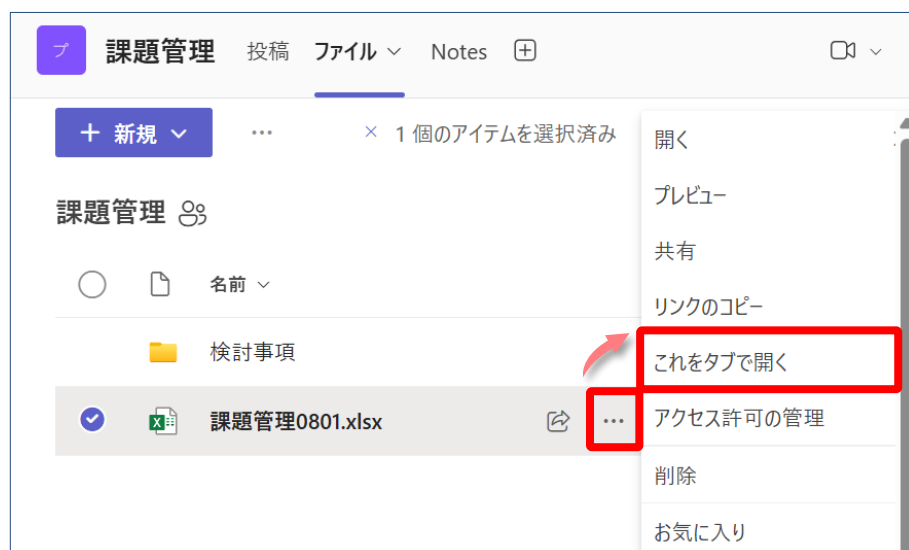 プ 課題管理 投稿 ファイル Notes
+ 新規 … × 1 個のアイテムを選択済み
課題管理
名前
検討事項
課題管理0801.xlsx …
開く
プレビュー
共有
リンクのコピー
これをタブで開く
アクセス許可の管理
削除
お気に入り